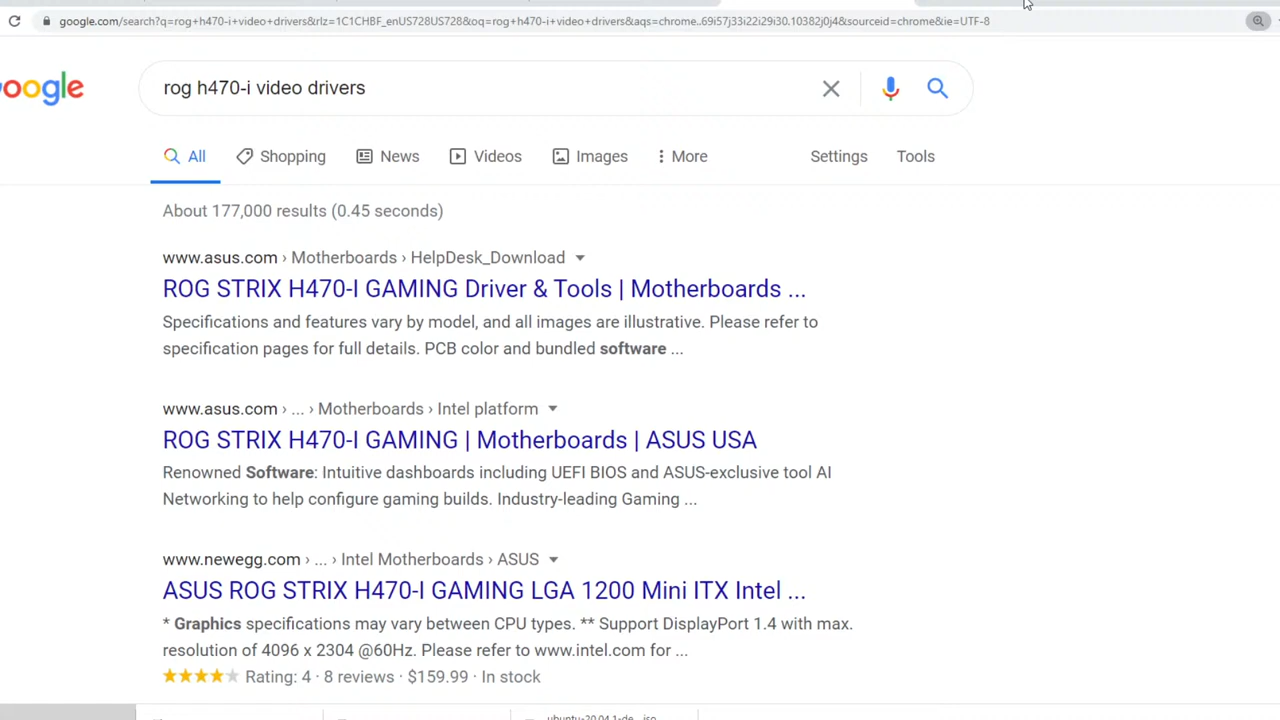 google.com/search?q=rog+h470-i+video+drivers&rlz=1C1CHBF_enUS728US728&oq=rog+h470-i+video+drivers&aqs=chrome..69i57j33i22i29i30.10382j0j4&sourceid=chrome&ie=UTF-8
oogle
rog h470-i video drivers
All Shopping News Videos Images More Settings Tools
About 177,000 results (0.45 seconds)
www.asus.com › Motherboards › HelpDesk_Download
ROG STRIX H470-I GAMING Driver & Tools | Motherboards ...
Specifications and features vary by model, and all images are illustrative. Please refer to
specification pages for full details. PCB color and bundled software ...
www.asus.com › ... › Motherboards › Intel platform
ROG STRIX H470-I GAMING | Motherboards | ASUS USA
Renowned Software: Intuitive dashboards including UEFI BIOS and ASUS-exclusive tool AI
Networking to help configure gaming builds. Industry-leading Gaming ...
www.newegg.com › ... › Intel Motherboards › ASUS
ASUS ROG STRIX H470-I GAMING LGA 1200 Mini ITX Intel ...
* Graphics specifications may vary between CPU types. ** Support DisplayPort 1.4 with max.
resolution of 4096 x 2304 @60Hz. Please refer to www.intel.com for ...
Rating: 4 · 8 reviews · $159.99 · In stock
ubuntu-20.04.1-de...iso